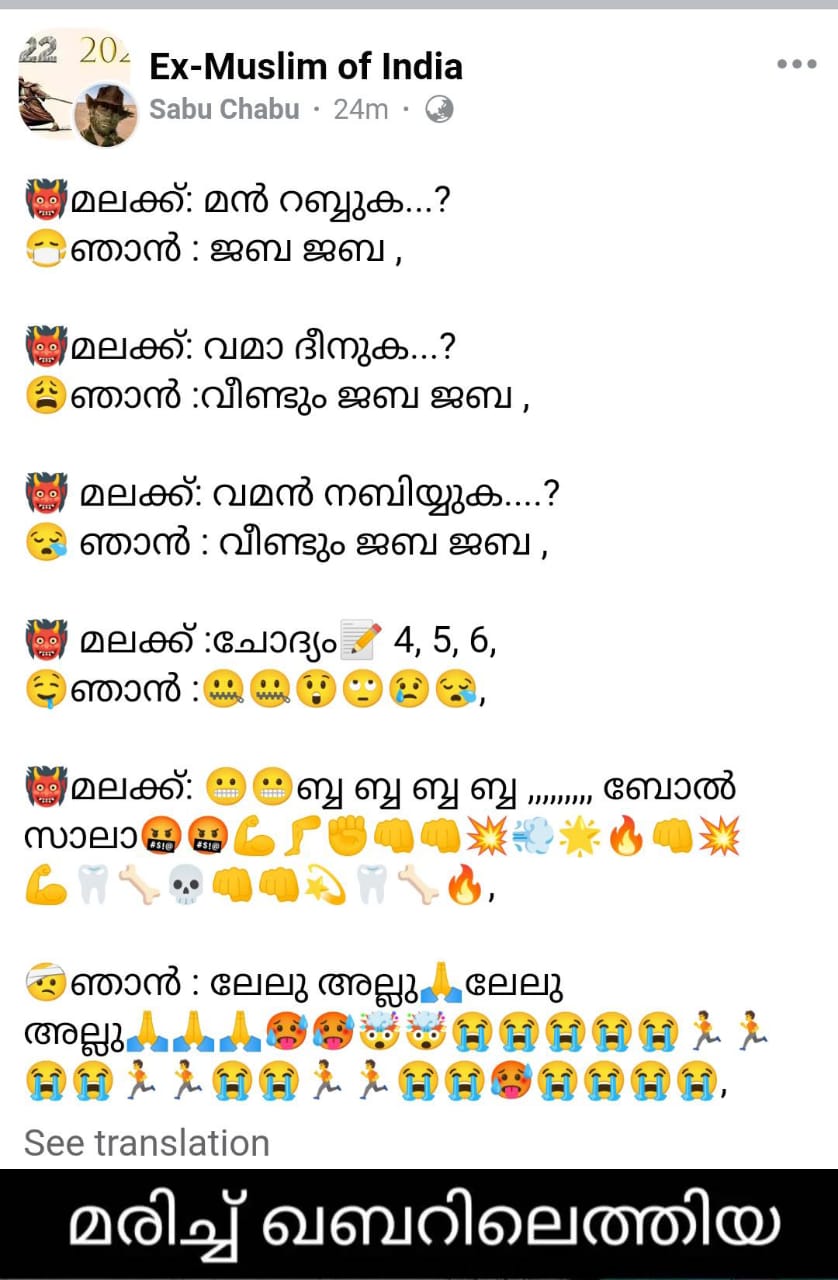 22 202
Ex-Muslim of India
Sabu Chabu · 24m ·
👹മലക്ക്: മൻ റബ്ബുക...?
😷ഞാൻ : ജബ ജബ ,
👹മലക്ക്: വമാ ദീനുക...?
😩ഞാൻ :വീണ്ടും ജബ ജബ ,
👹 മലക്ക്: വമൻ നബിയ്യുക....?
😪 ഞാൻ : വീണ്ടും ജബ ജബ ,
👹 മലക്ക് :ചോദ്യം📝 4, 5, 6,
🤤ഞാൻ :🤐🤐😲🙄😢😪,
👹മലക്ക്: 😬😬ബ്ബ ബ്ബ ബ്ബ ബ്ബ ,,,,,,,,, ബോൽ
സാലാ🤬🤬💪🦵✊👊👊💥💨🌟🔥👊💥
💪🦷🦴💀👊👊💫🦷🦴🔥,
🤕ഞാൻ : ലേലു അല്ലു🙏ലേലു
അല്ലു🙏🙏🙏🥵🥵🤯🤯😭😭😭😭😭🏃🏃
😭😭🏃🏃😭😭🏃🏃😭😭🥵😭😭😭😭,
See translation
മരിച്ച് ഖബറിലെത്തിയ